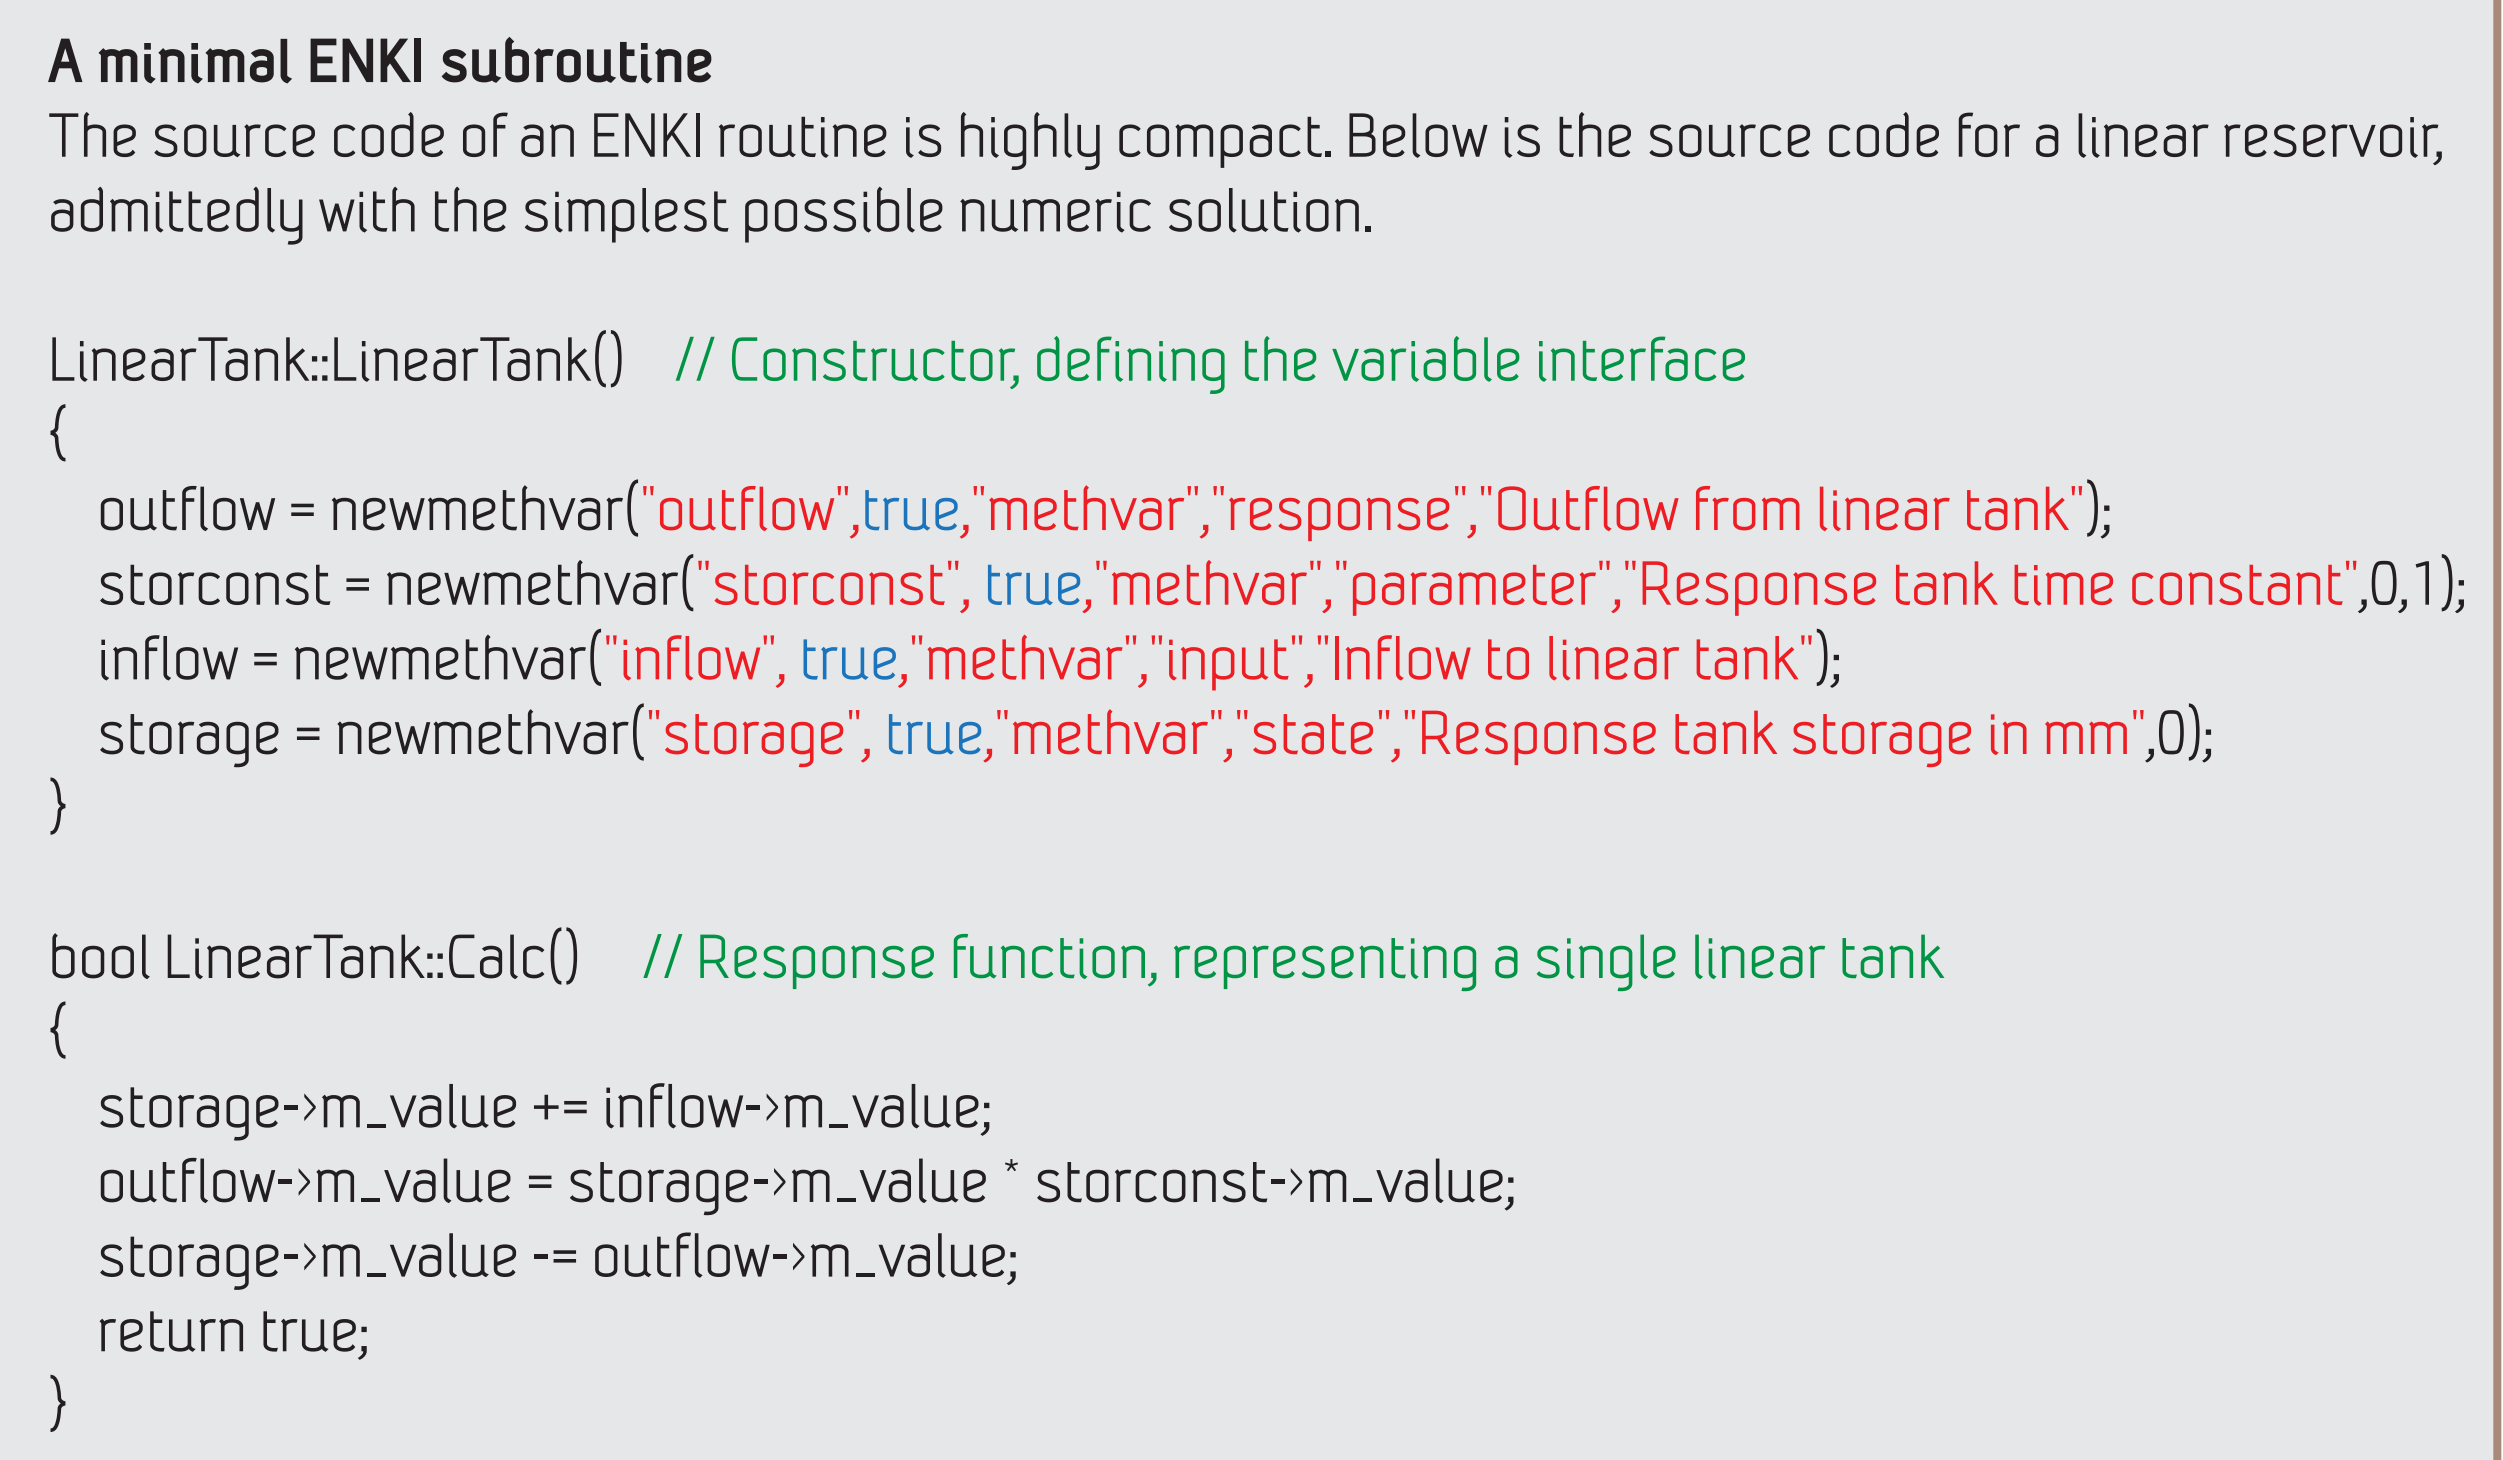 A minimal ENKI subroutine
The source code of an ENKI routine is highly compact. Below is the source code for a linear reservoir,
admittedly with the simplest possible numeric solution.
LinearTank::LinearTank() // Constructor, defining the variable interface
{
outflow = newmethvar("outflow",true,"methvar","response","Outflow from linear tank");
storconst = newmethvar("storconst", true,"methvar","parameter","Response tank time constant",0,1);
inflow = newmethvar("inflow", true,"methvar","input","Inflow to linear tank");
storage = newmethvar("storage", true,"methvar","state","Response tank storage in mm",0);
}
bool LinearTank::Calc() // Response function, representing a single linear tank
{
storage->m_value += inflow->m_value;
outflow->m_value = storage->m_value * storconst->m_value;
storage->m_value -= outflow->m_value;
return true;
}